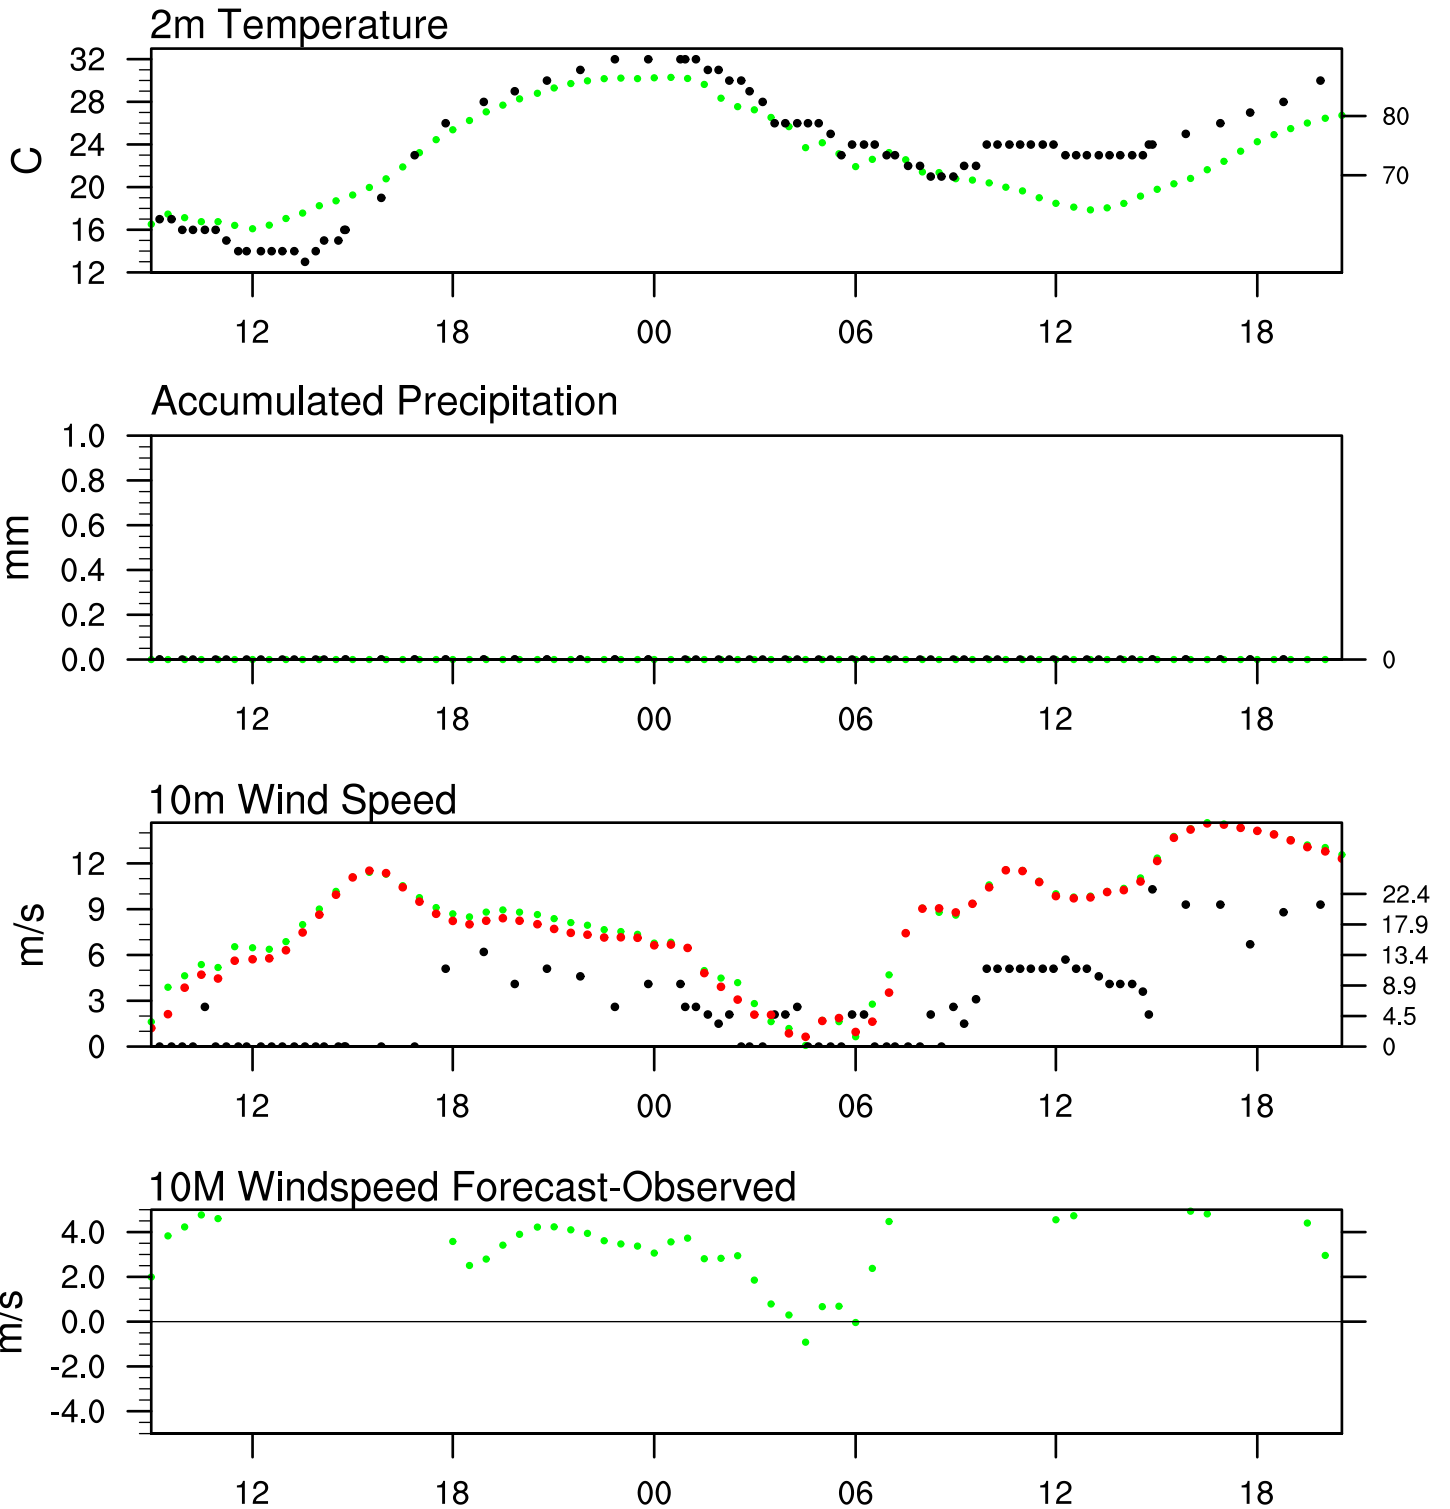 2m Temperature
32
28
24
20
16
12
C
80
70
12 18 00 06 12 18
Accumulated Precipitation
1.0
0.8
0.6
0.4
0.2
0.0
mm
0
12 18 00 06 12 18
10m Wind Speed
12
9
6
3
0
m/s
22.4
17.9
13.4
8.9
4.5
0
12 18 00 06 12 18
10M Windspeed Forecast-Observed
4.0
2.0
0.0
-2.0
-4.0
m/s
12 18 00 06 12 18